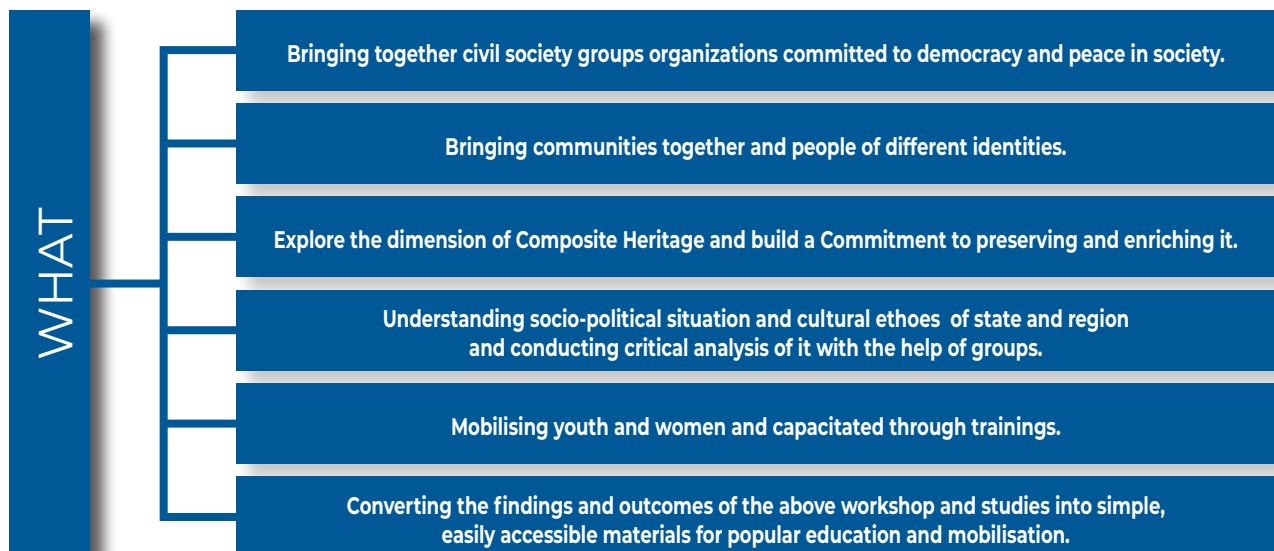 WHAT
Bringing together civil society groups organizations committed to democracy and peace in society.
Bringing communities together and people of different identities.
Explore the dimension of Composite Heritage and build a Commitment to preserving and enriching it.
Understanding socio-political situation and cultural ethoes of state and region
and conducting critical analysis of it with the help of groups.
Mobilising youth and women and capacitated through trainings.
Converting the findings and outcomes of the above workshop and studies into simple,
easily accessible materials for popular education and mobilisation.